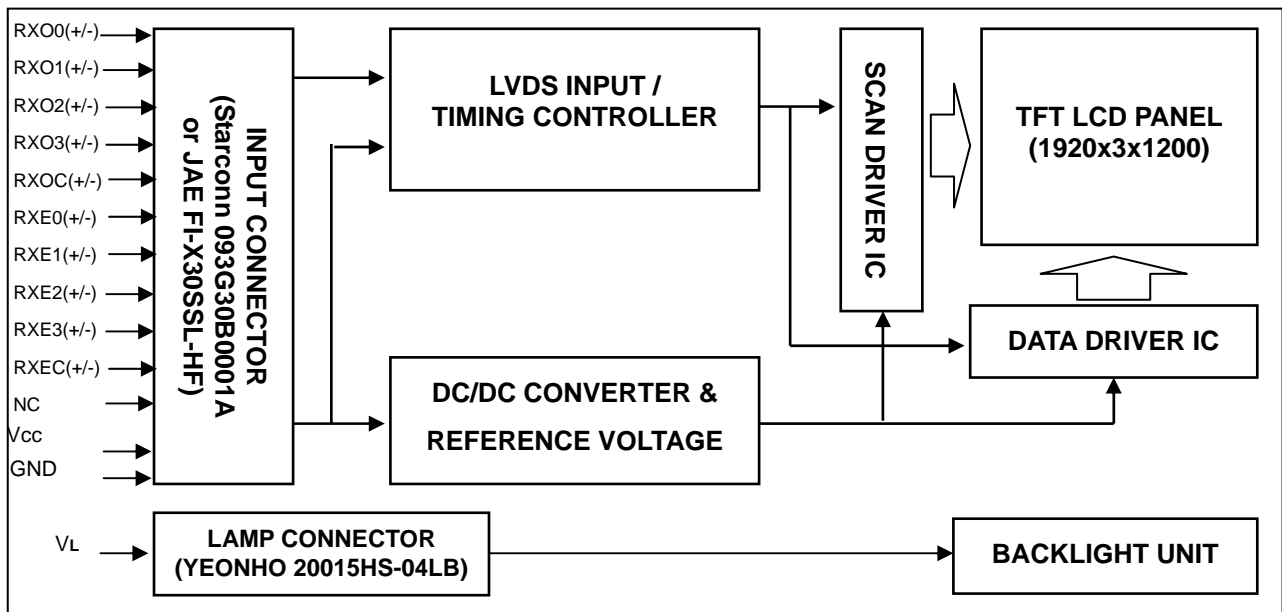 RXO0(+/-)
RXO1(+/-)
RXO2(+/-)
RXO3(+/-)
RXOC(+/-)
RXE0(+/-)
RXE1(+/-)
RXE2(+/-)
RXE3(+/-)
RXEC(+/-)
NC
Vcc
GND
VL
INPUT CONNECTOR
(Starconn 093G30B0001A
or JAE FI-X30SSL-HF)
LVDS INPUT /
TIMING CONTROLLER
SCAN DRIVER IC
TFT LCD PANEL
(1920x3x1200)
DATA DRIVER IC
DC/DC CONVERTER &
REFERENCE VOLTAGE
LAMP CONNECTOR
(YEONHO 20015HS-04LB)
BACKLIGHT UNIT